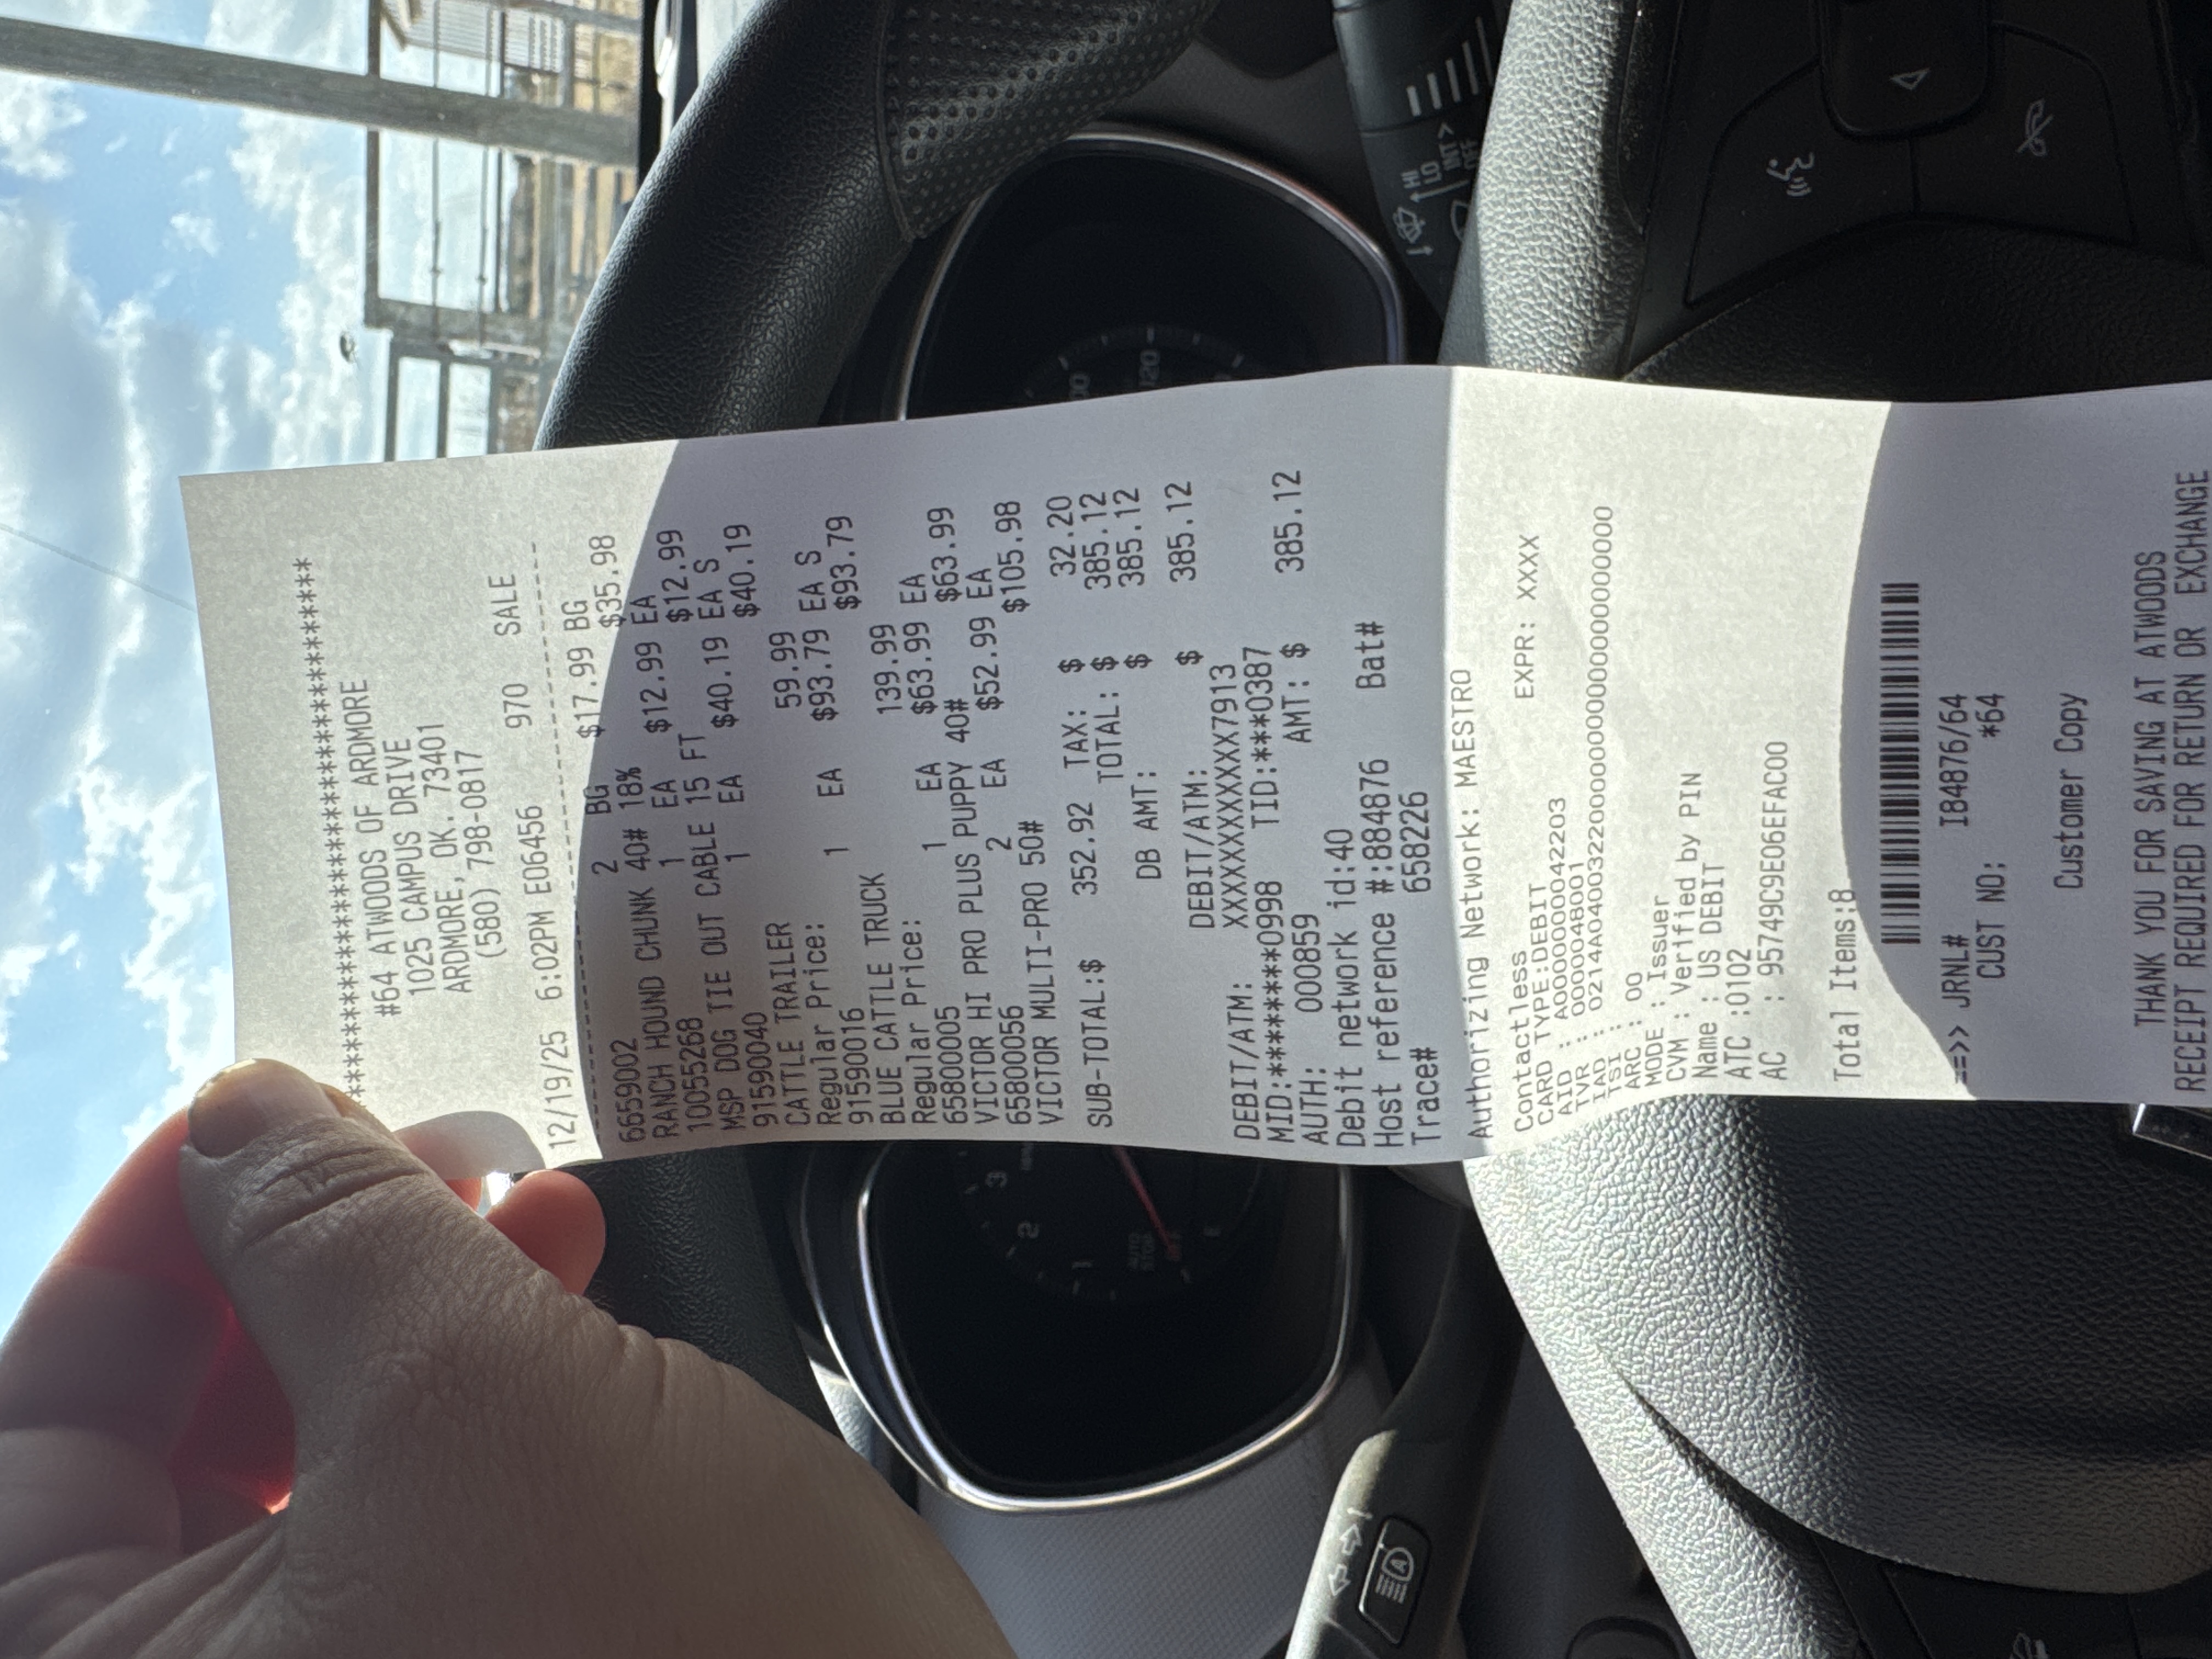 ********************************************
#64 ATWOODS OF ARDMORE
1025 CAMPUS DRIVE
ARDMORE, OK. 73401
(580) 798-0817
12/19/25 6:02PM E06456 970 SALE
6659002 2 BG $17.99 BG
RANCH HOUND CHUNK 40# 18% $35.98
10055268 1 EA $12.99 EA
MSP DOG TIE OUT CABLE 15 FT $12.99
91590040 1 EA $40.19 EA S
CATTLE TRAILER $40.19
Regular Price: 59.99
91590016 1 EA $93.79 EA S
BLUE CATTLE TRUCK $93.79
Regular Price: 139.99
65800005 1 EA $63.99 EA
VICTOR HI PRO PLUS PUPPY 40# $63.99
65800056 2 EA $52.99 EA
VICTOR MULTI-PRO 50# $105.98
SUB-TOTAL:$ 352.92 TAX: $ 32.20
TOTAL: $ 385.12
DB AMT: $ 385.12
DEBIT/ATM: $ 385.12
DEBIT/ATM: XXXXXXXXXXXX7913
MID:********0998 TID:***0387
AUTH: 000859 AMT: $ 385.12
Debit network id:40
Host reference #:884876 Bat#
Trace# 658226
Authorizing Network: MAESTRO
Contactless EXPR: XXXX
CARD TYPE:DEBIT
AID : A0000000042203
TVR : 0000048001
TSI :
ARC : 00
MODE : Issuer
CVM : Verified by PIN
Name : US DEBIT
ATC :0102
AC : 95749C9E06EFAC00
Total Items:8
==>> JRNL# I84876/64
CUST NO: *64
Customer Copy
THANK YOU FOR SAVING AT ATWOODS
RECEIPT REQUIRED FOR RETURN OR EXCHANGE
HI
LO
INT
OFF
120
3
2
1